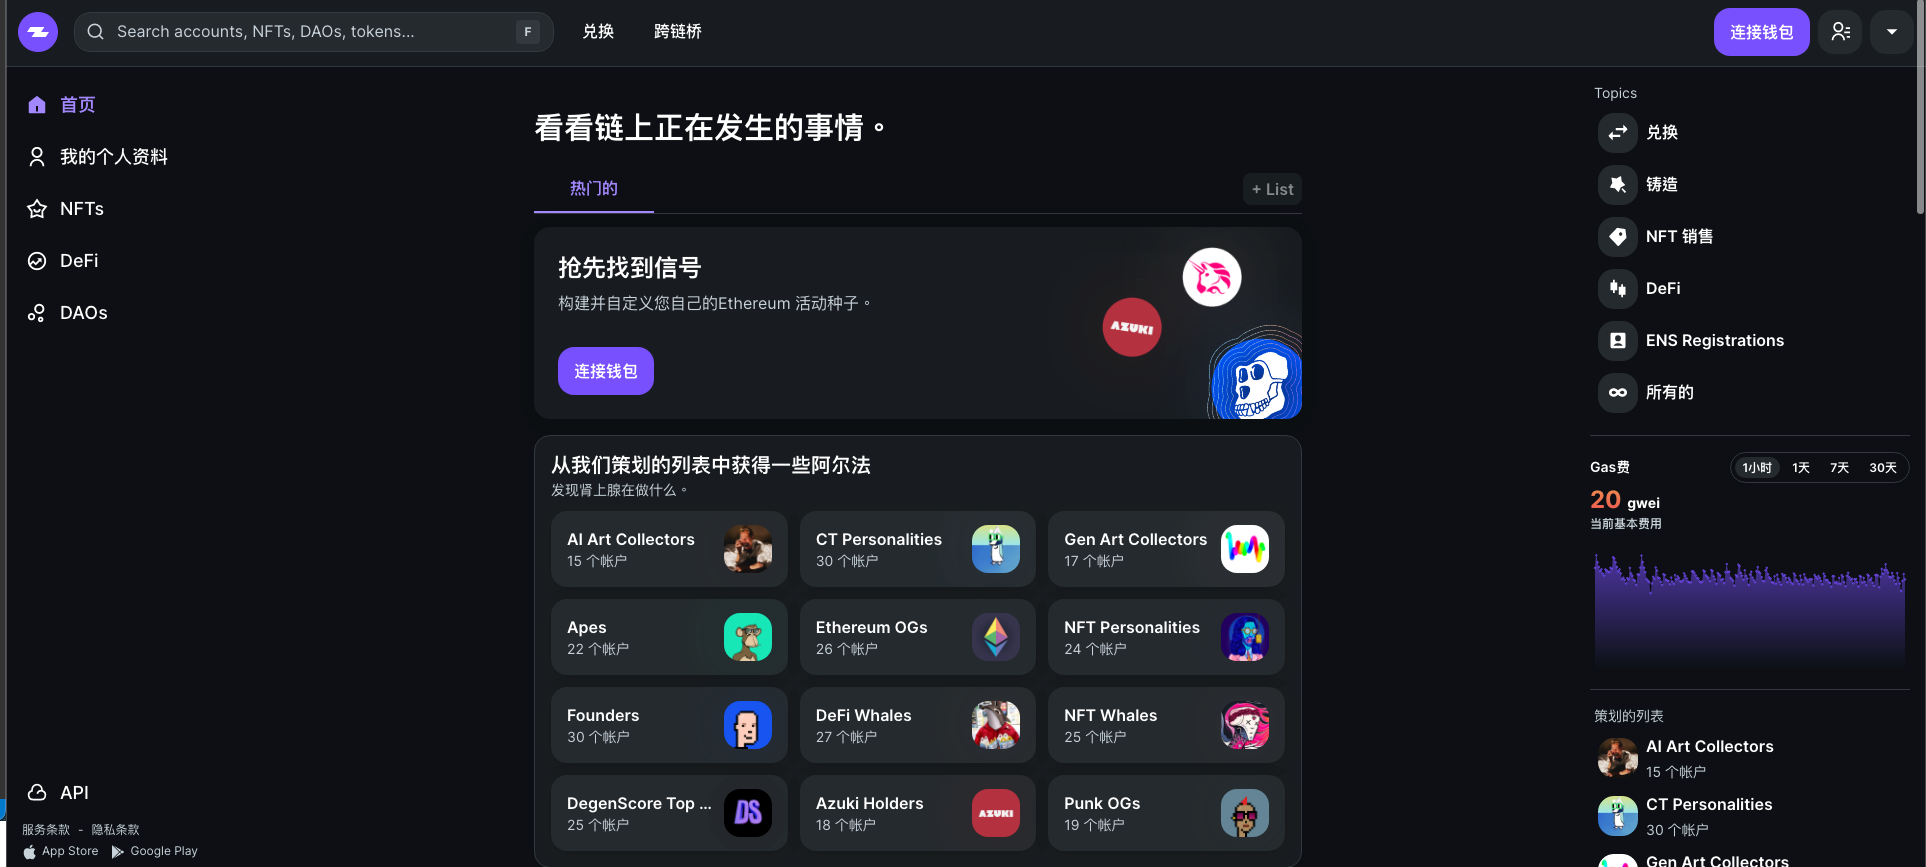 Search accounts, NFTs, DAOs, tokens...
F
兑换
跨链桥
连接钱包
首页
我的个人资料
NFTs
DeFi
DAOs
API
服务条款 - 隐私条款
App Store
Google Play
看看链上正在发生的事情。
热门的
+ List
抢先找到信号
构建并自定义您自己的Ethereum 活动种子。
连接钱包
AZUKI
从我们策划的列表中获得一些阿尔法
发现肾上腺在做什么。
AI Art Collectors
15 个帐户
CT Personalities
30 个帐户
Gen Art Collectors
17 个帐户
Apes
22 个帐户
Ethereum OGs
26 个帐户
NFT Personalities
24 个帐户
Founders
30 个帐户
DeFi Whales
27 个帐户
NFT Whales
25 个帐户
DegenScore Top ...
25 个帐户
DS
Azuki Holders
18 个帐户
AZUKI
Punk OGs
19 个帐户
Topics
兑换
铸造
NFT 销售
DeFi
ENS Registrations
所有的
Gas费
1小时
1天
7天
30天
20 gwei
当前基本费用
策划的列表
AI Art Collectors
15 个帐户
CT Personalities
30 个帐户
Gen Art Collectors